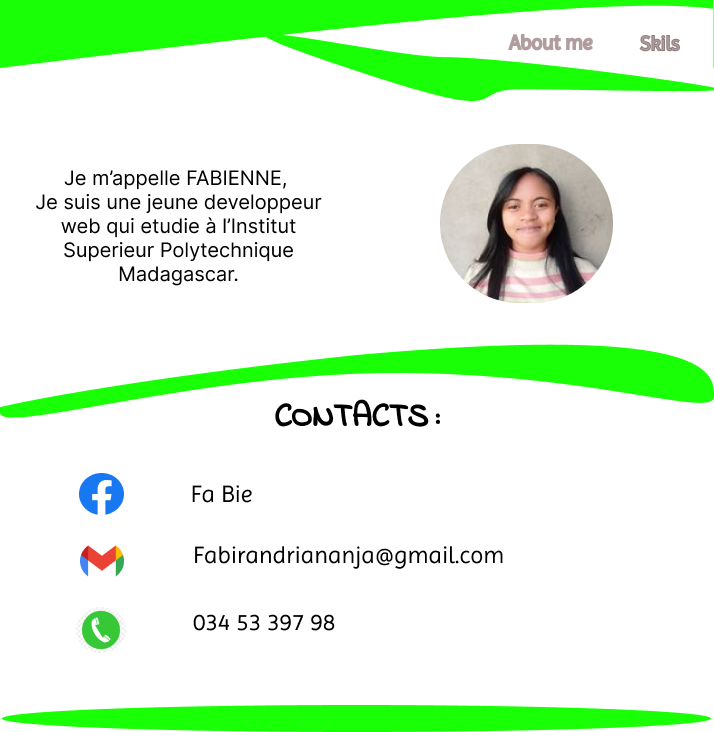 About me
Skils
Je m'appelle FABIENNE,
Je suis une jeune developpeur
web qui etudie à l'Institut
Superieur Polytechnique
Madagascar.
CONTACTS :
Fa Bie
Fabirandriananja@gmail.com
034 53 397 98